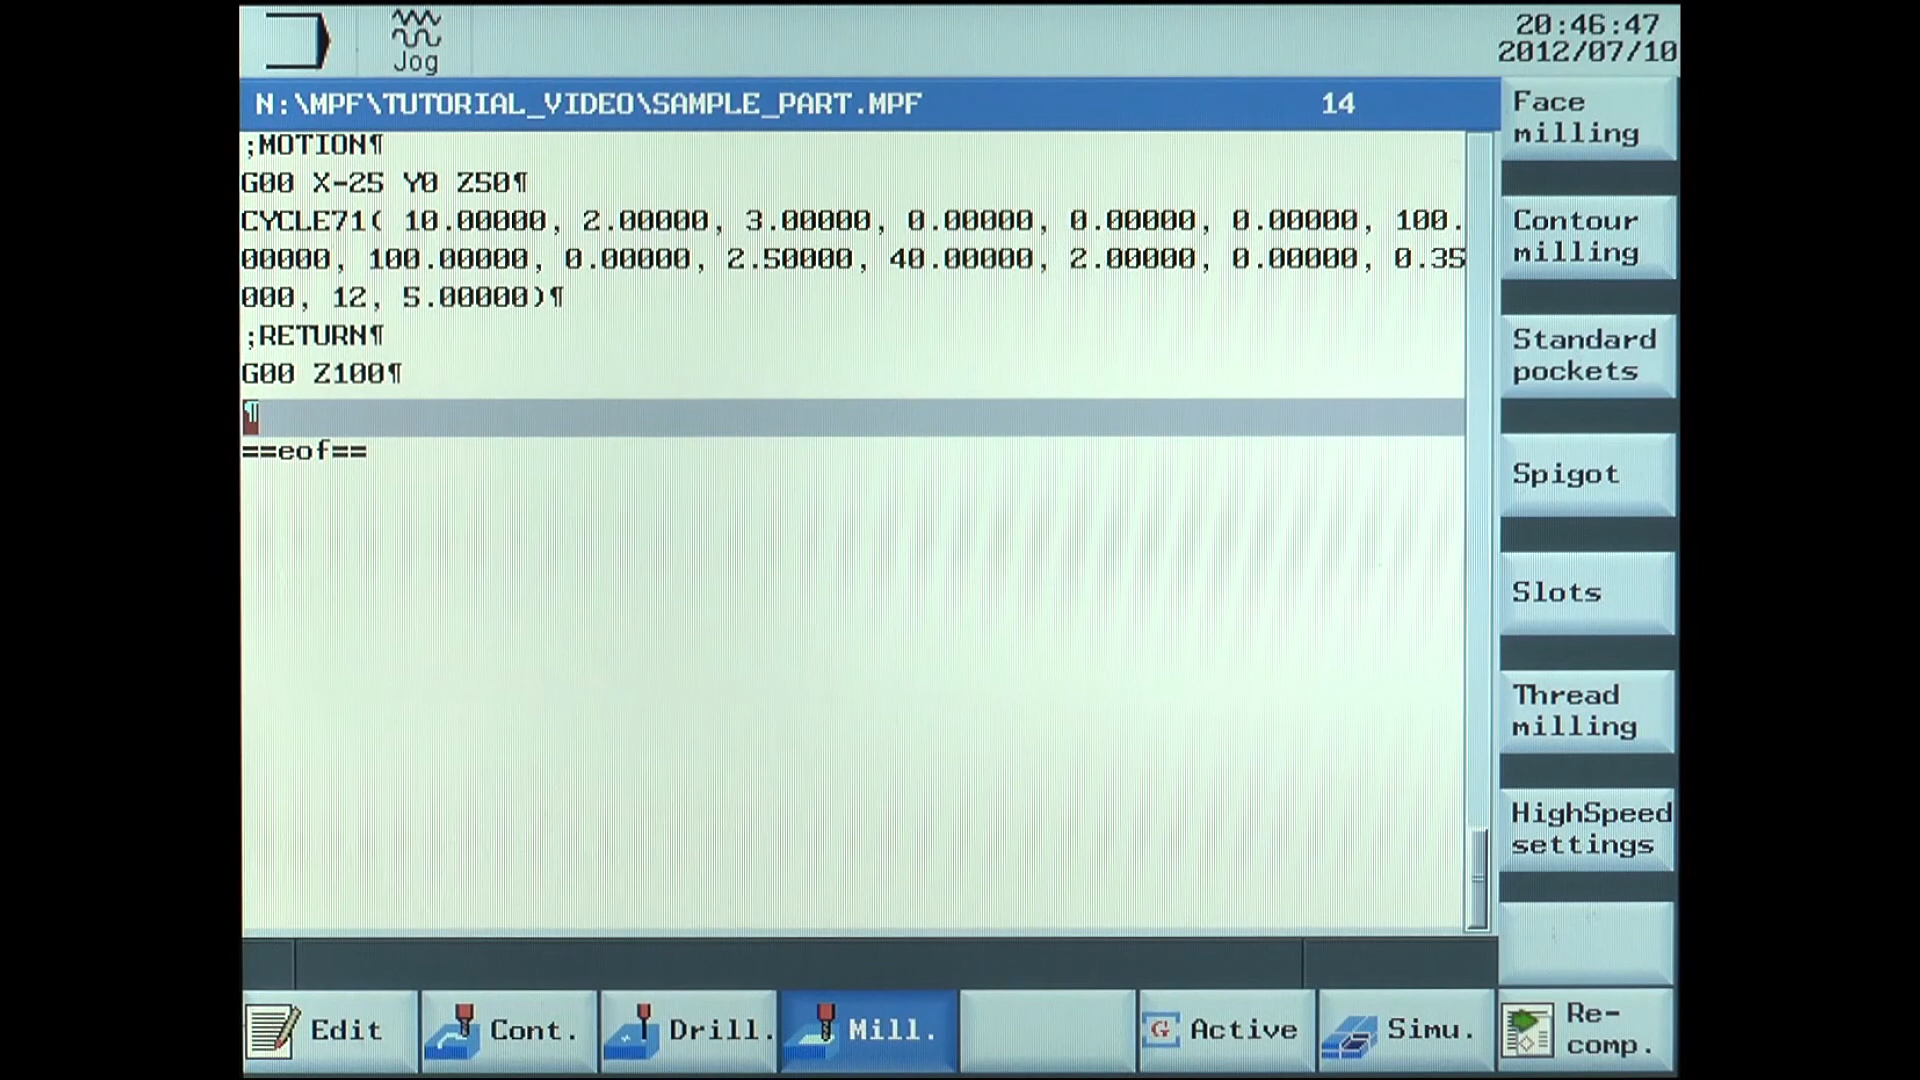 Jog
20:46:47
2012/07/10
N:\MPF\TUTORIAL_VIDEO\SAMPLE_PART.MPF 14
;MOTION¶
G00 X-25 Y0 Z50¶
CYCLE71( 10.00000, 2.00000, 3.00000, 0.00000, 0.00000, 0.00000, 100.
00000, 100.00000, 0.00000, 2.50000, 40.00000, 2.00000, 0.00000, 0.35
000, 12, 5.00000)¶
;RETURN¶
G00 Z100¶
¶
==eof==
Face
milling
Contour
milling
Standard
pockets
Spigot
Slots
Thread
milling
HighSpeed
settings
Edit
Cont.
Drill.
Mill.
G Active
Simu.
Re-
comp.